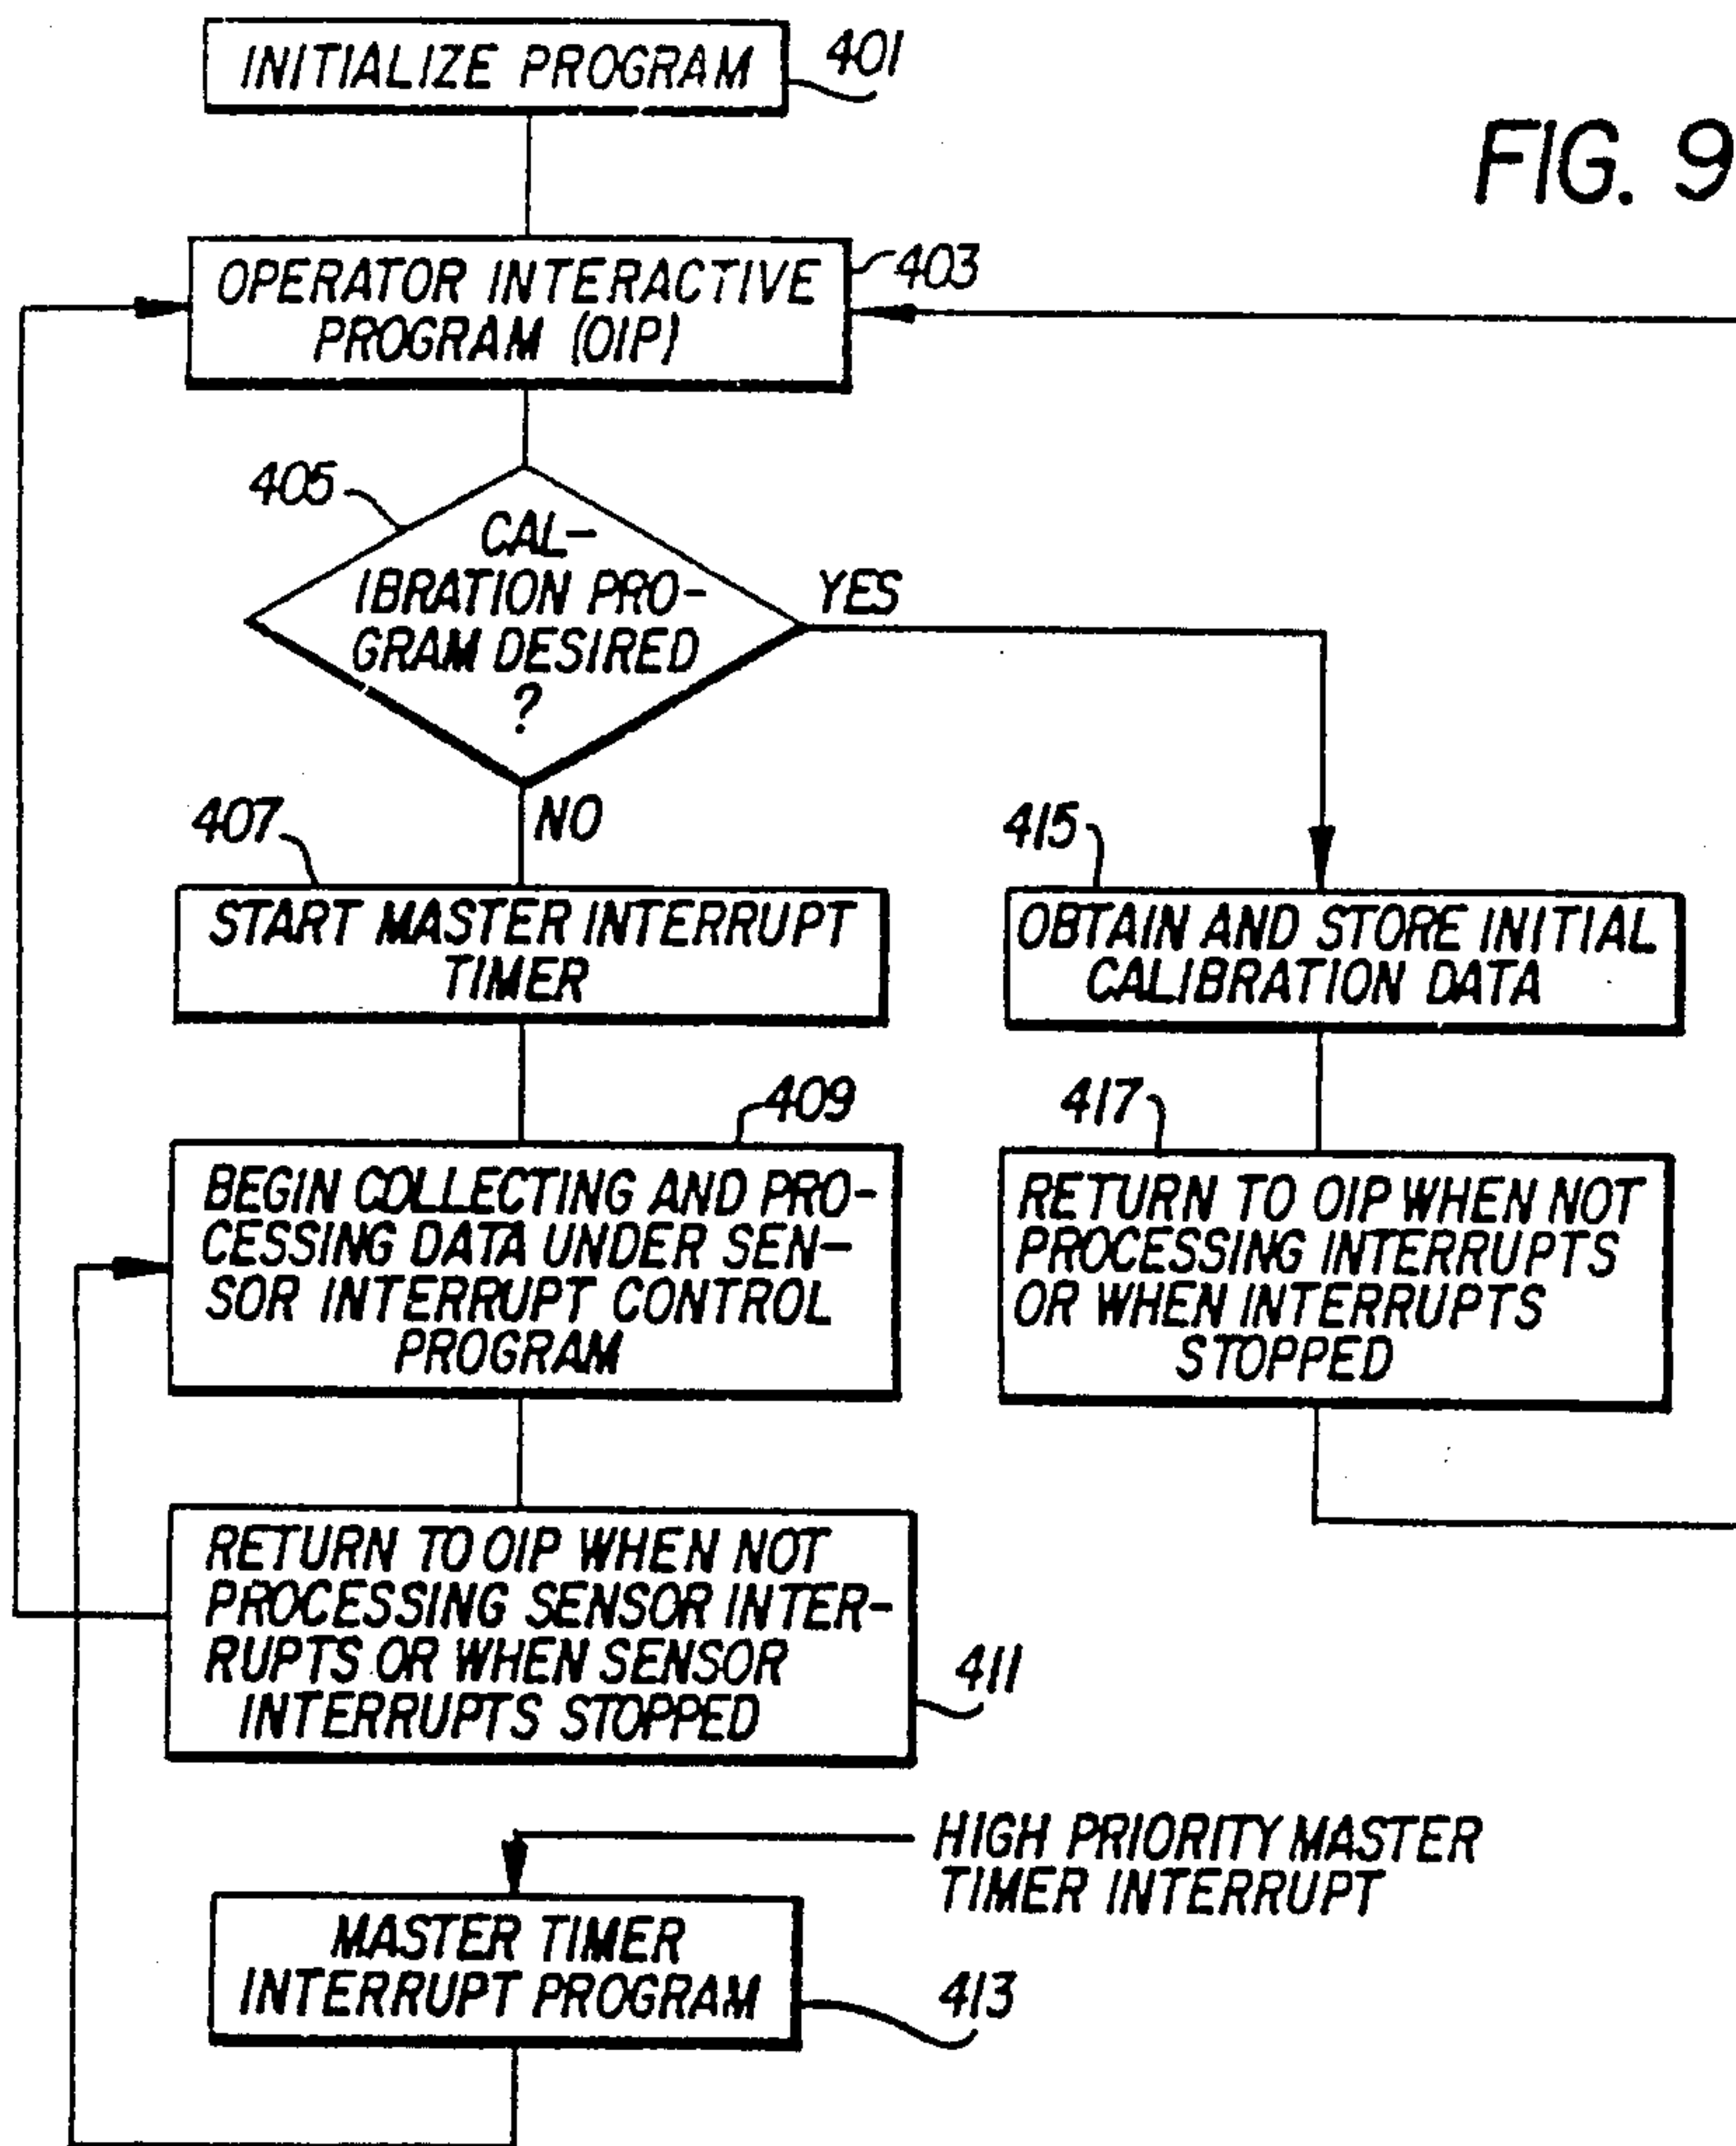 INITIALIZE PROGRAM
401
FIG. 9
OPERATOR INTERACTIVE
PROGRAM (OIP)
403
405
CAL-
IBRATION PRO-
GRAM DESIRED
?
YES
NO
407
START MASTER INTERRUPT
TIMER
415
OBTAIN AND STORE INITIAL
CALIBRATION DATA
409
BEGIN COLLECTING AND PRO-
CESSING DATA UNDER SEN-
SOR INTERRUPT CONTROL
PROGRAM
417
RETURN TO OIP WHEN NOT
PROCESSING INTERRUPTS
OR WHEN INTERRUPTS
STOPPED
RETURN TO OIP WHEN NOT
PROCESSING SENSOR INTER-
RUPTS OR WHEN SENSOR
INTERRUPTS STOPPED
411
HIGH PRIORITY MASTER
TIMER INTERRUPT
MASTER TIMER
INTERRUPT PROGRAM
413